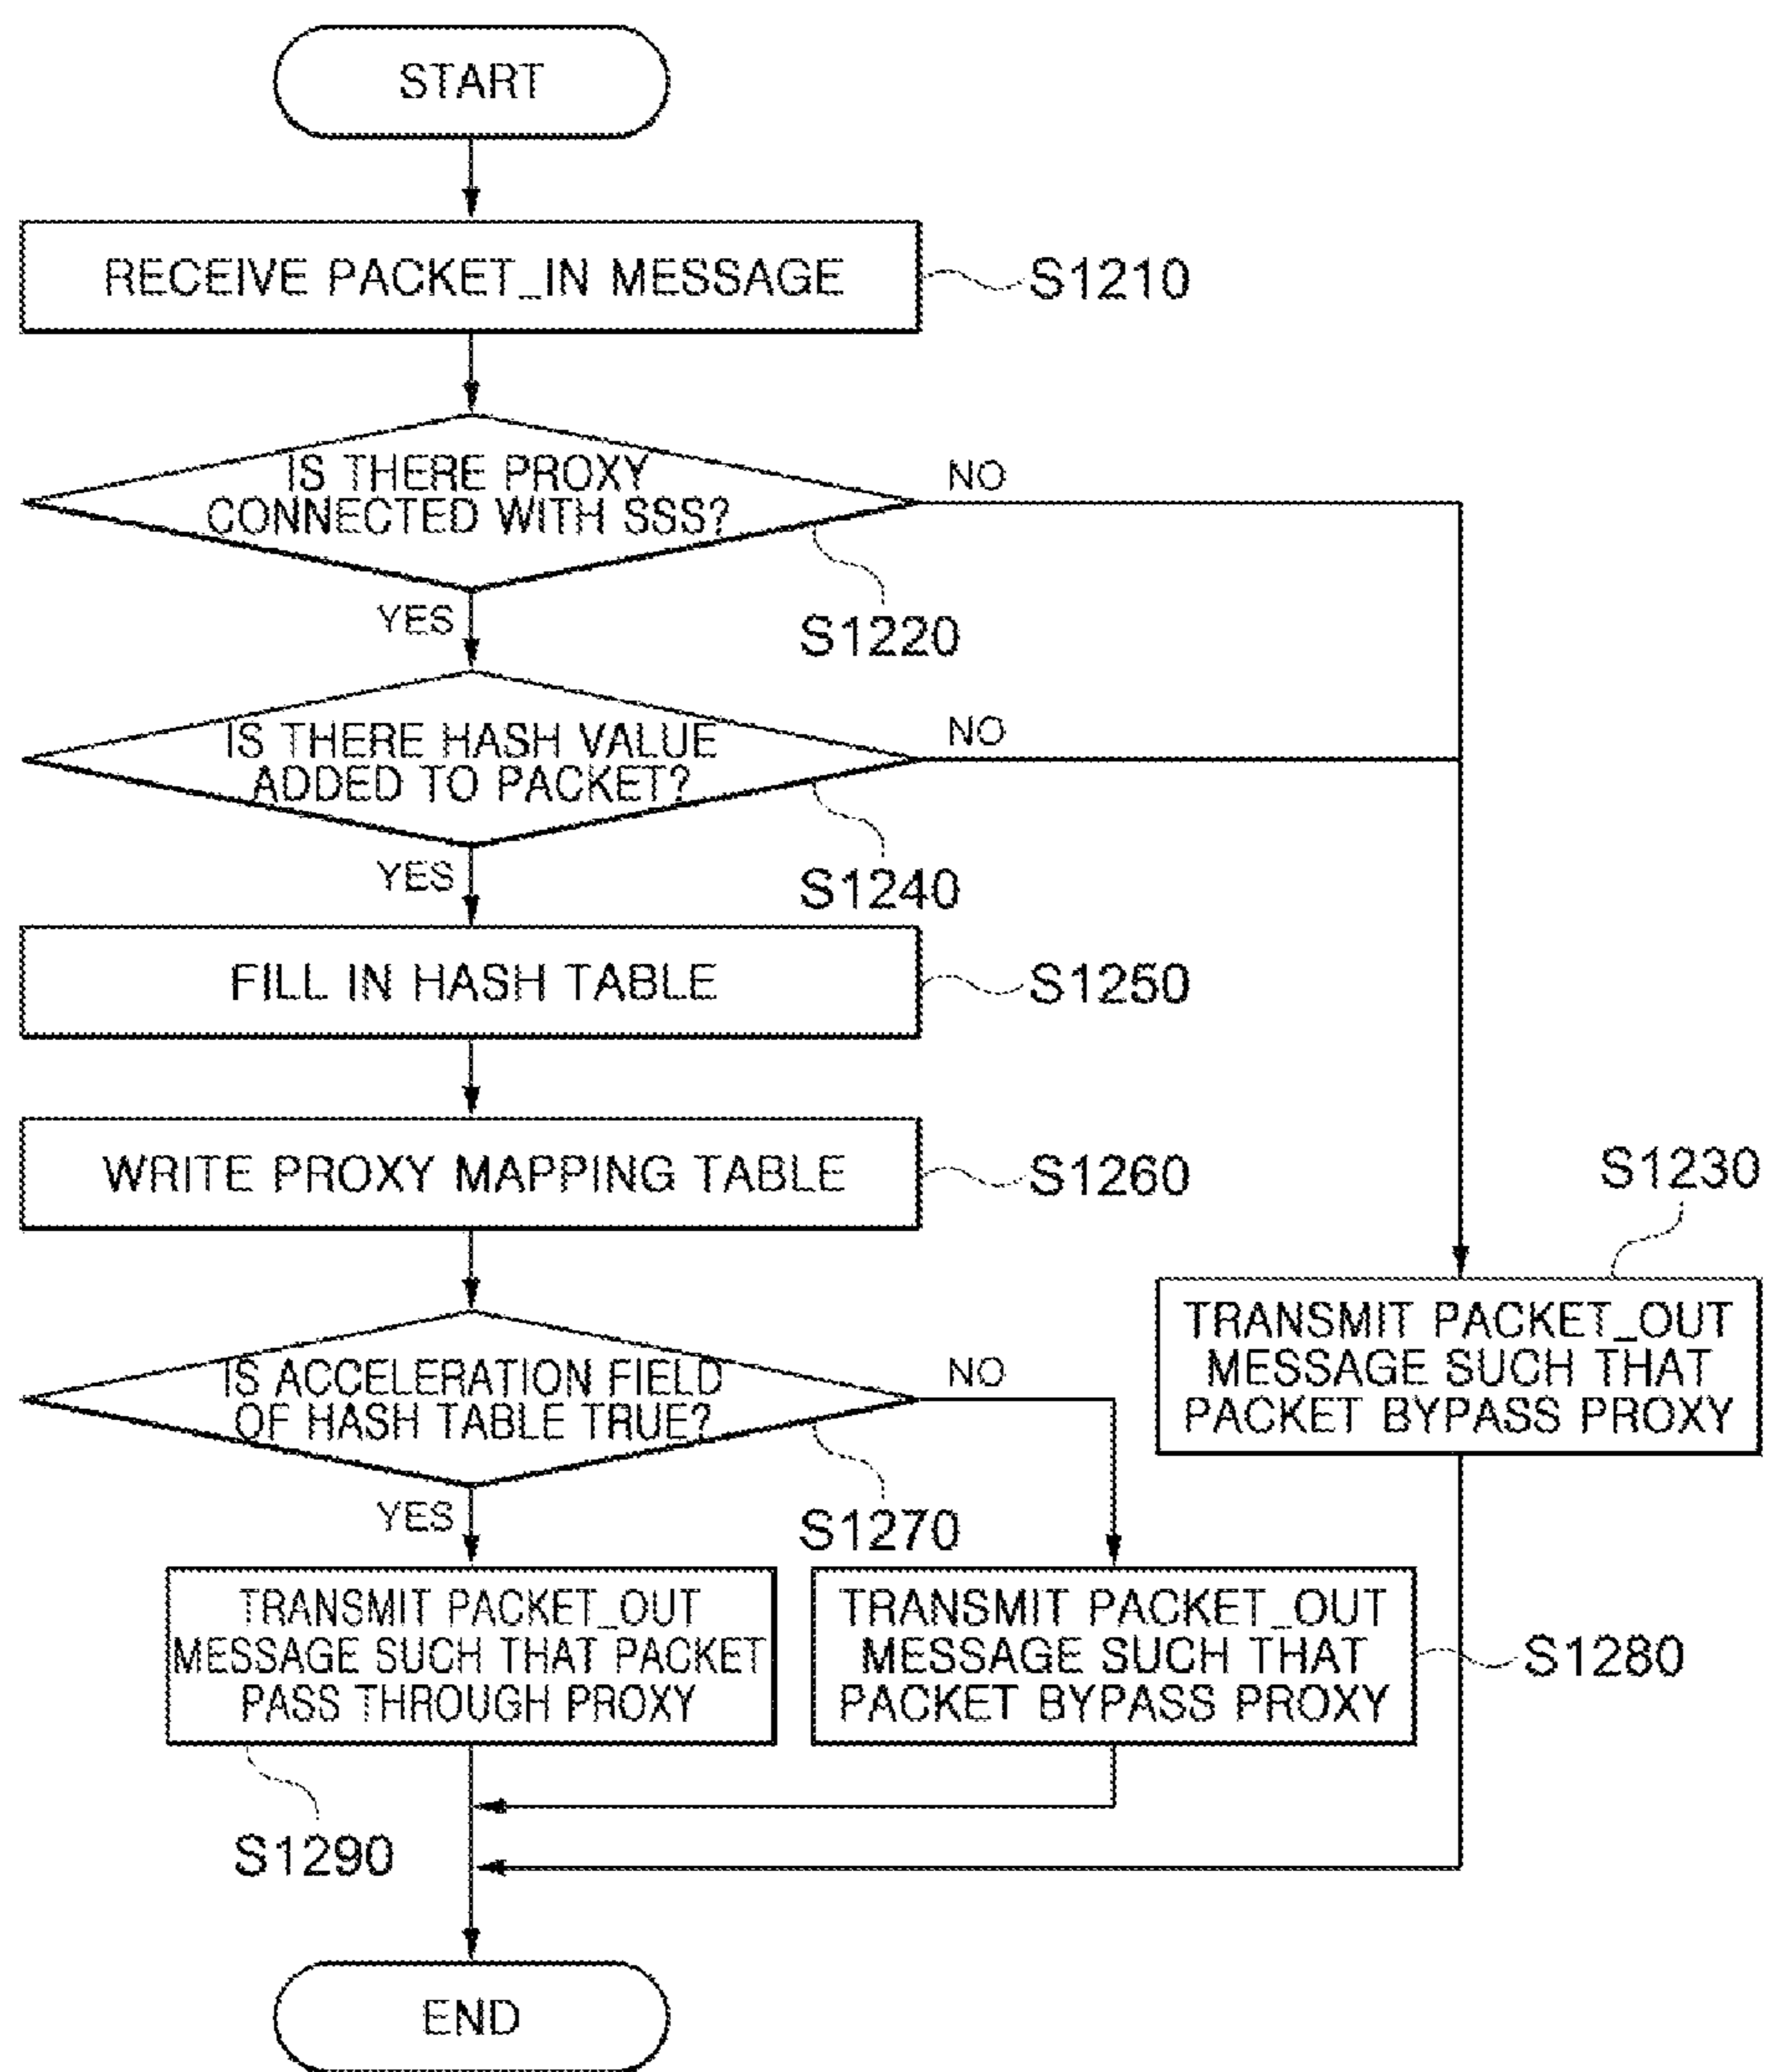 START
RECEIVE PACKET_IN MESSAGE
S1210
IS THERE PROXY
CONNECTED WITH SSS?
NO
YES
S1220
IS THERE HASH VALUE
ADDED TO PACKET?
NO
YES
S1240
FILL IN HASH TABLE
S1250
WRITE PROXY MAPPING TABLE
S1260
S1230
TRANSMIT PACKET_OUT
MESSAGE SUCH THAT
PACKET BYPASS PROXY
IS ACCELERATION FIELD
OF HASH TABLE TRUE?
NO
YES
S1270
TRANSMIT PACKET_OUT
MESSAGE SUCH THAT PACKET
PASS THROUGH PROXY
S1290
TRANSMIT PACKET_OUT
MESSAGE SUCH THAT
PACKET BYPASS PROXY
S1280
END